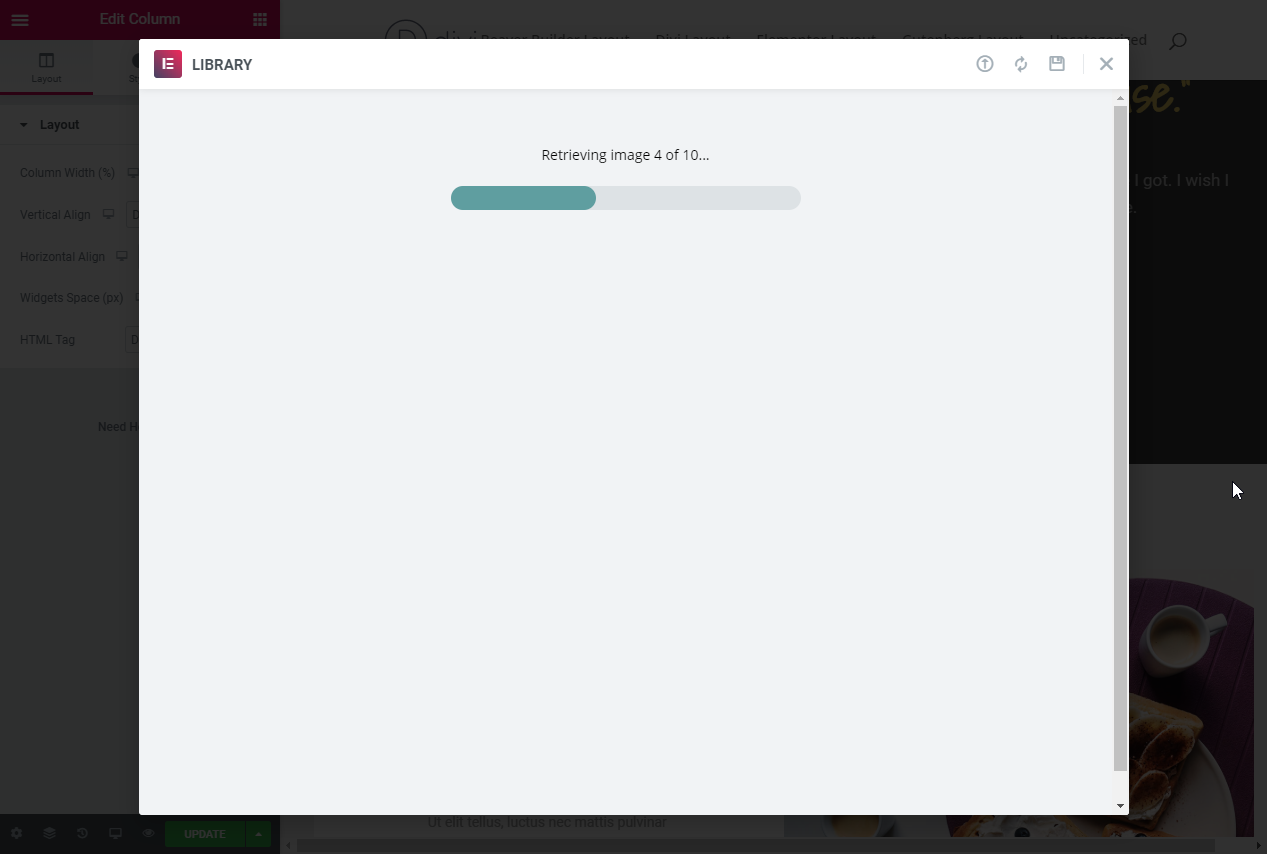 Edit Column
divi Beaver Builder Layout Divi Layout Elementor Layout Gutenberg Layout Uncategorized
Layout
LIBRARY
se."
Layout
Retrieving image 4 of 10...
Column Width (%)
I got. I wish I
e.
Vertical Align
D
Horizontal Align
Widgets Space (px)
HTML Tag
D
Need H
UPDATE
Ut elit tellus, luctus nec mattis pulvinar